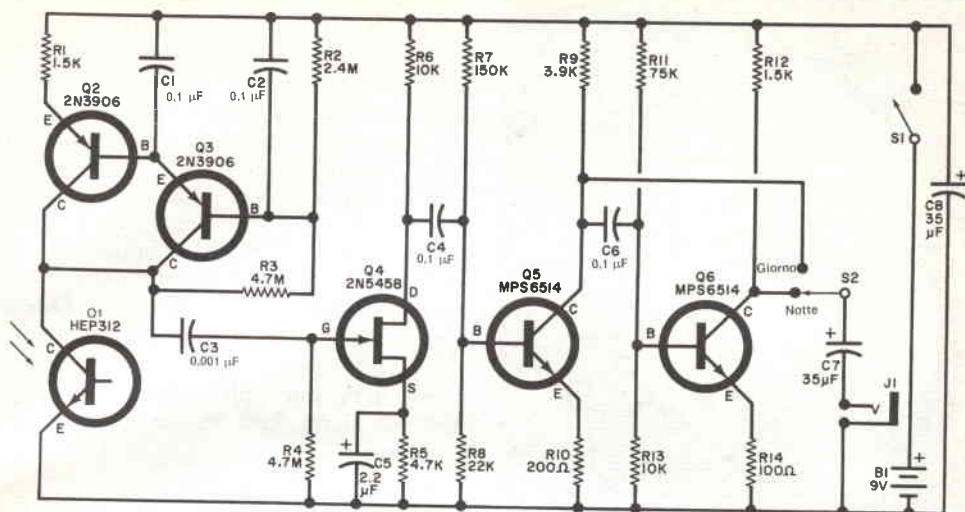 R1
1.5K
C1
0.1 µF
C2
0.1 µF
R2
2.4M
R6
10K
R7
150K
R9
3.9K
R11
75K
R12
1.5K
Q2
2N3906
E
B
C
Q3
2N3906
E
B
C
S1
+
C8
35
µF
R3
4.7M
C4
0.1 µF
C6
0.1 µF
Q4
2N5458
D
G
S
Q5
MPS6514
B
C
E
Q6
MPS6514
B
C
E
Giorno
S2
Notte
+
C7
35µF
J1
Q1
HEP312
C
E
C3
0.001 µF
R4
4.7M
+
C5
2.2
µF
R5
4.7K
R8
22K
R10
200Ω
R13
10K
R14
100Ω
+
B1
9V